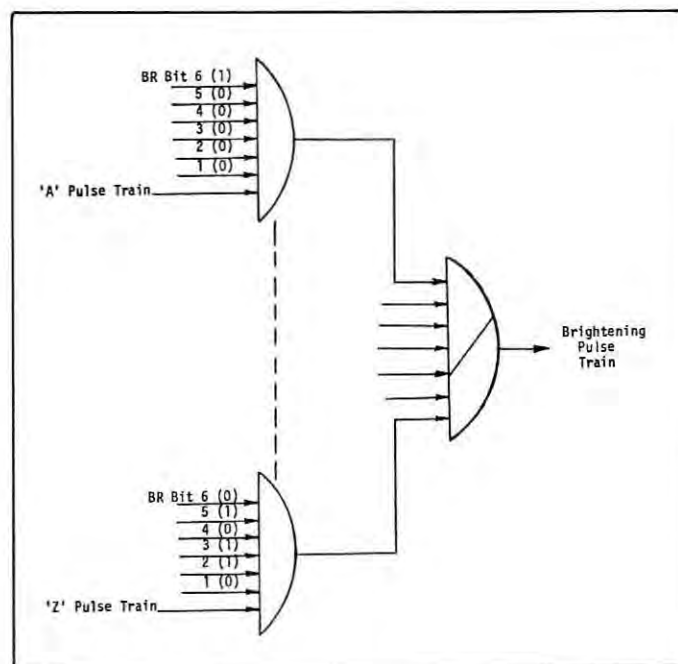 BR Bit 6 (1)
5 (0)
4 (0)
3 (0)
2 (0)
1 (0)
'A' Pulse Train
Brightening
Pulse
Train
BR Bit 6 (0)
5 (1)
4 (0)
3 (1)
2 (1)
1 (0)
'Z' Pulse Train